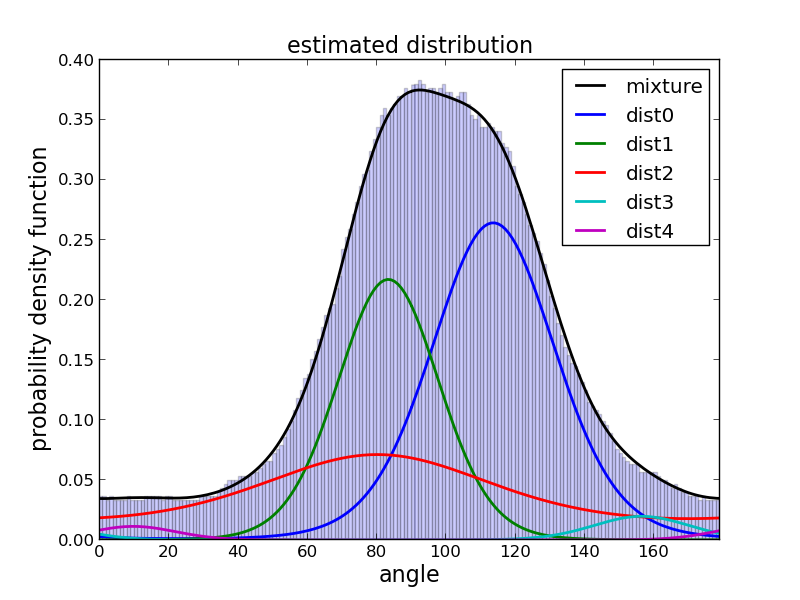 estimated distribution
0.40
0.35
0.30
0.25
0.20
0.15
0.10
0.05
0.00
probability density function
mixture
dist0
dist1
dist2
dist3
dist4
0 20 40 60 80 100 120 140 160
angle